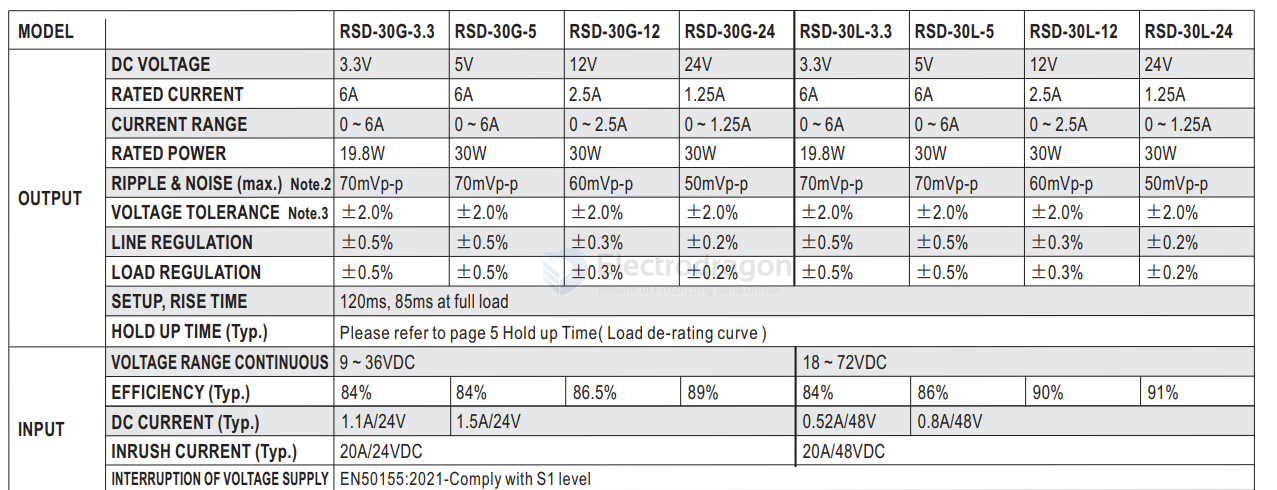 MODEL RSD-30G-3.3 RSD-30G-5 RSD-30G-12 RSD-30G-24 RSD-30L-3.3 RSD-30L-5 RSD-30L-12 RSD-30L-24
DC VOLTAGE 3.3V 5V 12V 24V 3.3V 5V 12V 24V
RATED CURRENT 6A 6A 2.5A 1.25A 6A 6A 2.5A 1.25A
CURRENT RANGE 0 ~ 6A 0 ~ 6A 0 ~ 2.5A 0 ~ 1.25A 0 ~ 6A 0 ~ 6A 0 ~ 2.5A 0 ~ 1.25A
RATED POWER 19.8W 30W 30W 30W 19.8W 30W 30W 30W
RIPPLE & NOISE (max.) Note.2 70mVp-p 70mVp-p 60mVp-p 50mVp-p 70mVp-p 70mVp-p 60mVp-p 50mVp-p
OUTPUT
VOLTAGE TOLERANCE Note.3 ±2.0% ±2.0% ±2.0% ±2.0% ±2.0% ±2.0% ±2.0% ±2.0%
LINE REGULATION ±0.5% ±0.5% ±0.3% ±0.2% ±0.5% ±0.5% ±0.3% ±0.2%
LOAD REGULATION ±0.5% ±0.5% ±0.3% ±0.2% ±0.5% ±0.5% ±0.3% ±0.2%
Electrodragon
SETUP, RISE TIME 120ms, 85ms at full load
HOLD UP TIME (Typ.) Please refer to page 5 Hold up Time( Load de-rating curve )
VOLTAGE RANGE CONTINUOUS 9 ~ 36VDC 18 ~ 72VDC
EFFICIENCY (Typ.) 84% 84% 86.5% 89% 84% 86% 90% 91%
DC CURRENT (Typ.) 1.1A/24V 1.5A/24V 0.52A/48V 0.8A/48V
INPUT
INRUSH CURRENT (Typ.) 20A/24VDC 20A/48VDC
INTERRUPTION OF VOLTAGE SUPPLY EN50155:2021-Comply with S1 level